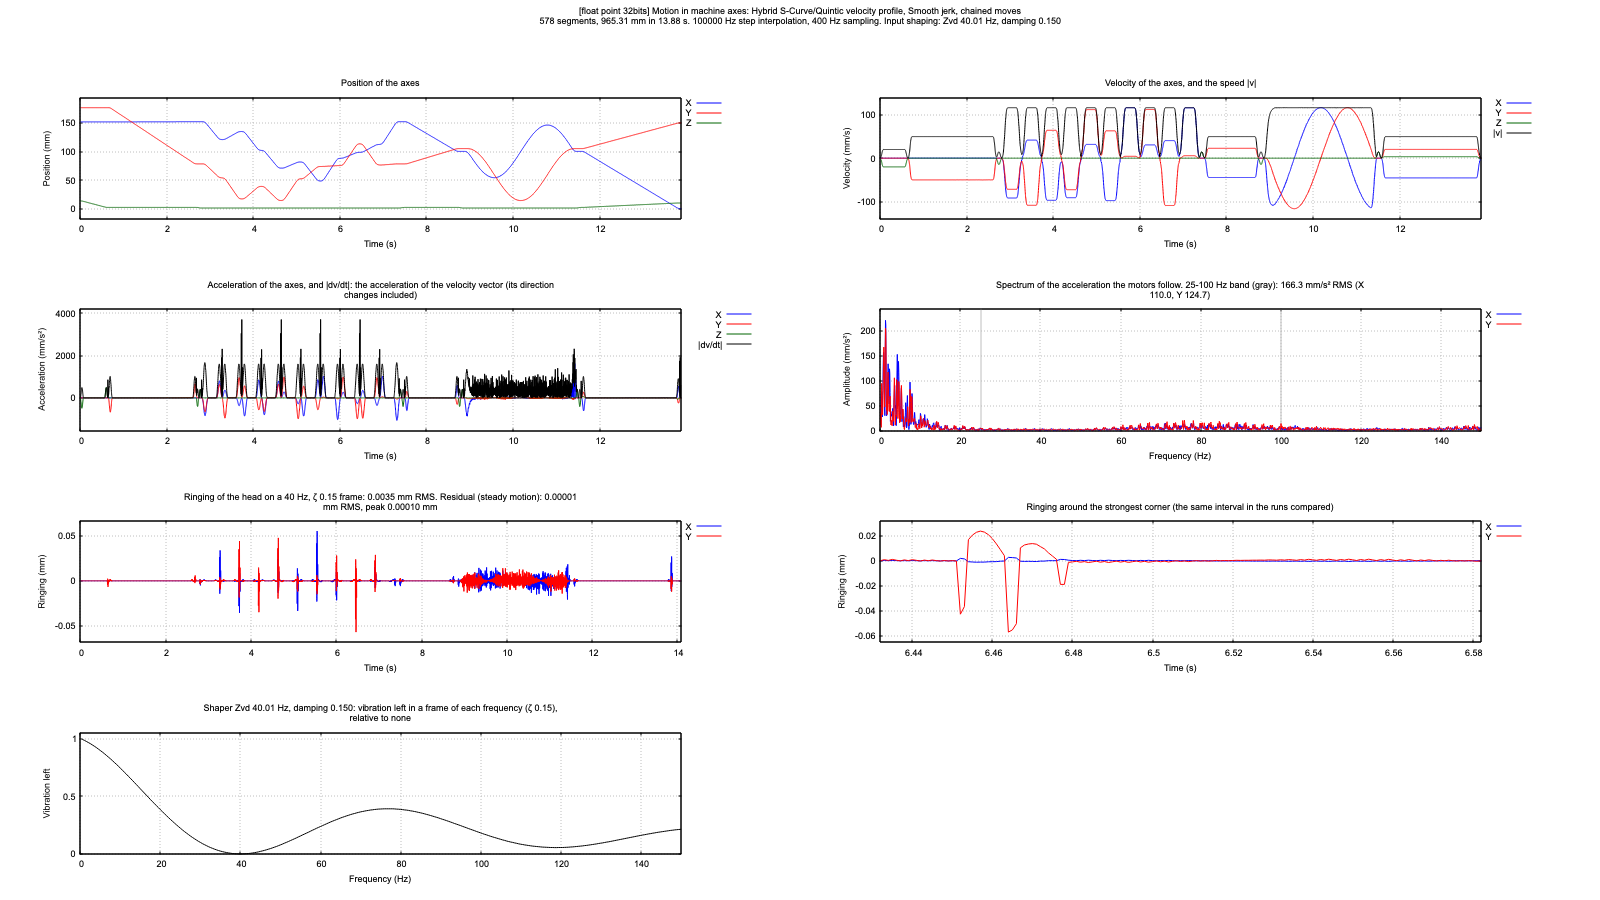 [float point 32bits] Motion in machine axes: Hybrid S-Curve/Quintic velocity profile, Smooth jerk, chained moves
578 segments, 965.31 mm in 13.88 s. 100000 Hz step interpolation, 400 Hz sampling. Input shaping: Zvd 40.01 Hz, damping 0.150
Position of the axes
X
Y
Z
Position (mm)
150
100
50
0
0 2 4 6 8 10 12
Time (s)
Velocity of the axes, and the speed |v|
X
Y
Z
|v|
Velocity (mm/s)
100
0
-100
0 2 4 6 8 10 12
Time (s)
Acceleration of the axes, and |dv/dt|: the acceleration of the velocity vector (its direction
changes included)
X
Y
Z
|dv/dt|
Acceleration (mm/s²)
4000
2000
0
0 2 4 6 8 10 12
Time (s)
Spectrum of the acceleration the motors follow. 25-100 Hz band (gray): 166.3 mm/s² RMS (X
110.0, Y 124.7)
X
Y
Amplitude (mm/s²)
200
150
100
50
0
0 20 40 60 80 100 120 140
Frequency (Hz)
Ringing of the head on a 40 Hz, ζ 0.15 frame: 0.0035 mm RMS. Residual (steady motion): 0.00001
mm RMS, peak 0.00010 mm
X
Y
Ringing (mm)
0.05
0
-0.05
0 2 4 6 8 10 12 14
Time (s)
Ringing around the strongest corner (the same interval in the runs compared)
X
Y
Ringing (mm)
0.02
0
-0.02
-0.04
-0.06
6.44 6.46 6.48 6.5 6.52 6.54 6.56 6.58
Time (s)
Shaper Zvd 40.01 Hz, damping 0.150: vibration left in a frame of each frequency (ζ 0.15),
relative to none
Vibration left
1
0.5
0
0 20 40 60 80 100 120 140
Frequency (Hz)